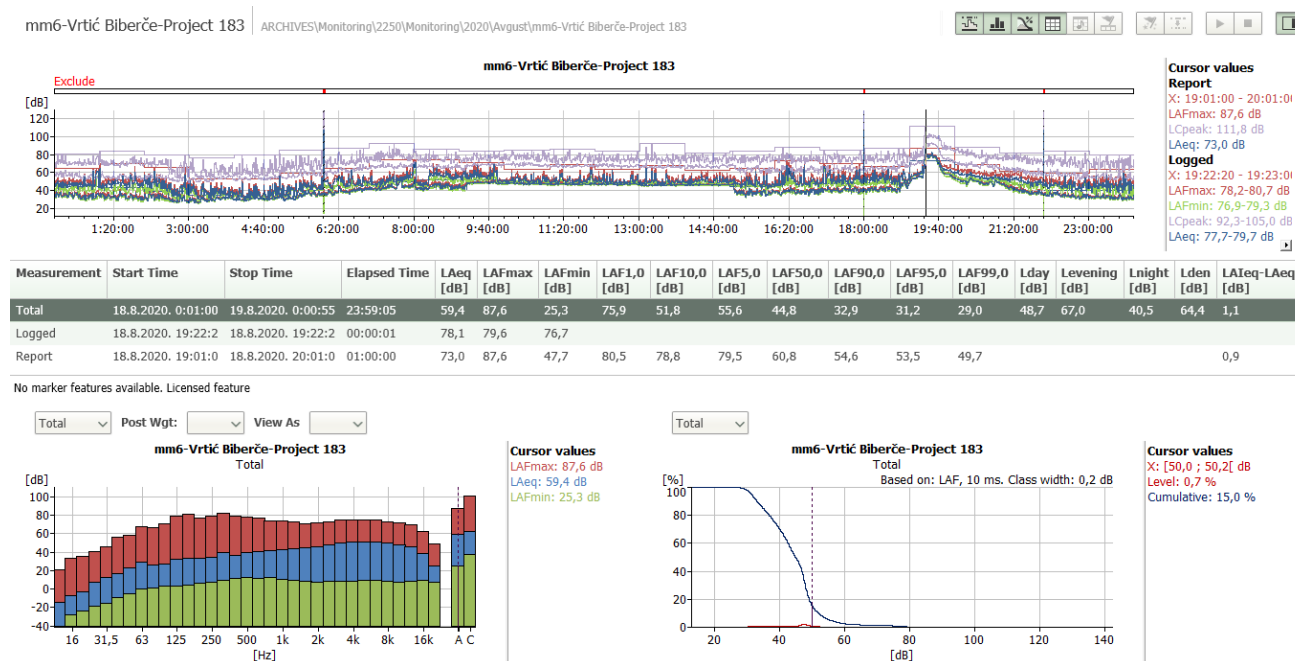 mm6-Vrtić Biberče-Project 183 ARCHIVES\Monitoring\2250\Monitoring\2020\Avgust\mm6-Vrtić Biberče-Project 183
mm6-Vrtić Biberče-Project 183
Exclude
[dB]
120
100
80
60
40
20
1:20:00 3:00:00 4:40:00 6:20:00 8:00:00 9:40:00 11:20:00 13:00:00 14:40:00 16:20:00 18:00:00 19:40:00 21:20:00 23:00:00
Cursor values
Report
X: 19:01:00 - 20:01:0
LAFmax: 87,6 dB
LCpeak: 111,8 dB
LAeq: 73,0 dB
Logged
X: 19:22:20 - 19:23:0
LAFmax: 78,2-80,7 dB
LAFmin: 76,9-79,3 dB
LCpeak: 92,3-105,0 dB
LAeq: 77,7-79,7 dB
Measurement Start Time Stop Time Elapsed Time LAeq [dB] LAFmax [dB] LAFmin [dB] LAF1,0 [dB] LAF10,0 [dB] LAF5,0 [dB] LAF50,0 [dB] LAF90,0 [dB] LAF95,0 [dB] LAF99,0 [dB] Lday [dB] Levening [dB] Lnight [dB] Lden [dB] LAIeq-LAeq [dB]
Total 18.8.2020. 0:01:00 19.8.2020. 0:00:55 23:59:05 59,4 87,6 25,3 75,9 51,8 55,6 44,8 32,9 31,2 29,0 48,7 67,0 40,5 64,4 1,1
Logged 18.8.2020. 19:22:2 18.8.2020. 19:22:2 00:00:01 78,1 79,6 76,7
Report 18.8.2020. 19:01:0 18.8.2020. 20:01:0 01:00:00 73,0 87,6 47,7 80,5 78,8 79,5 60,8 54,6 53,5 49,7 0,9
No marker features available. Licensed feature
Total Post Wgt: View As
mm6-Vrtić Biberče-Project 183
Total
[dB]
100
80
60
40
20
0
-20
-40
16 31,5 63 125 250 500 1k 2k 4k 8k 16k A C
[Hz]
Cursor values
LAFmax: 87,6 dB
LAeq: 59,4 dB
LAFmin: 25,3 dB
Total
mm6-Vrtić Biberče-Project 183
Total
Based on: LAF, 10 ms. Class width: 0,2 dB
[%]
100
80
60
40
20
0
20 40 60 80 100 120 140
[dB]
Cursor values
X: [50,0 ; 50,2[ dB
Level: 0,7 %
Cumulative: 15,0 %